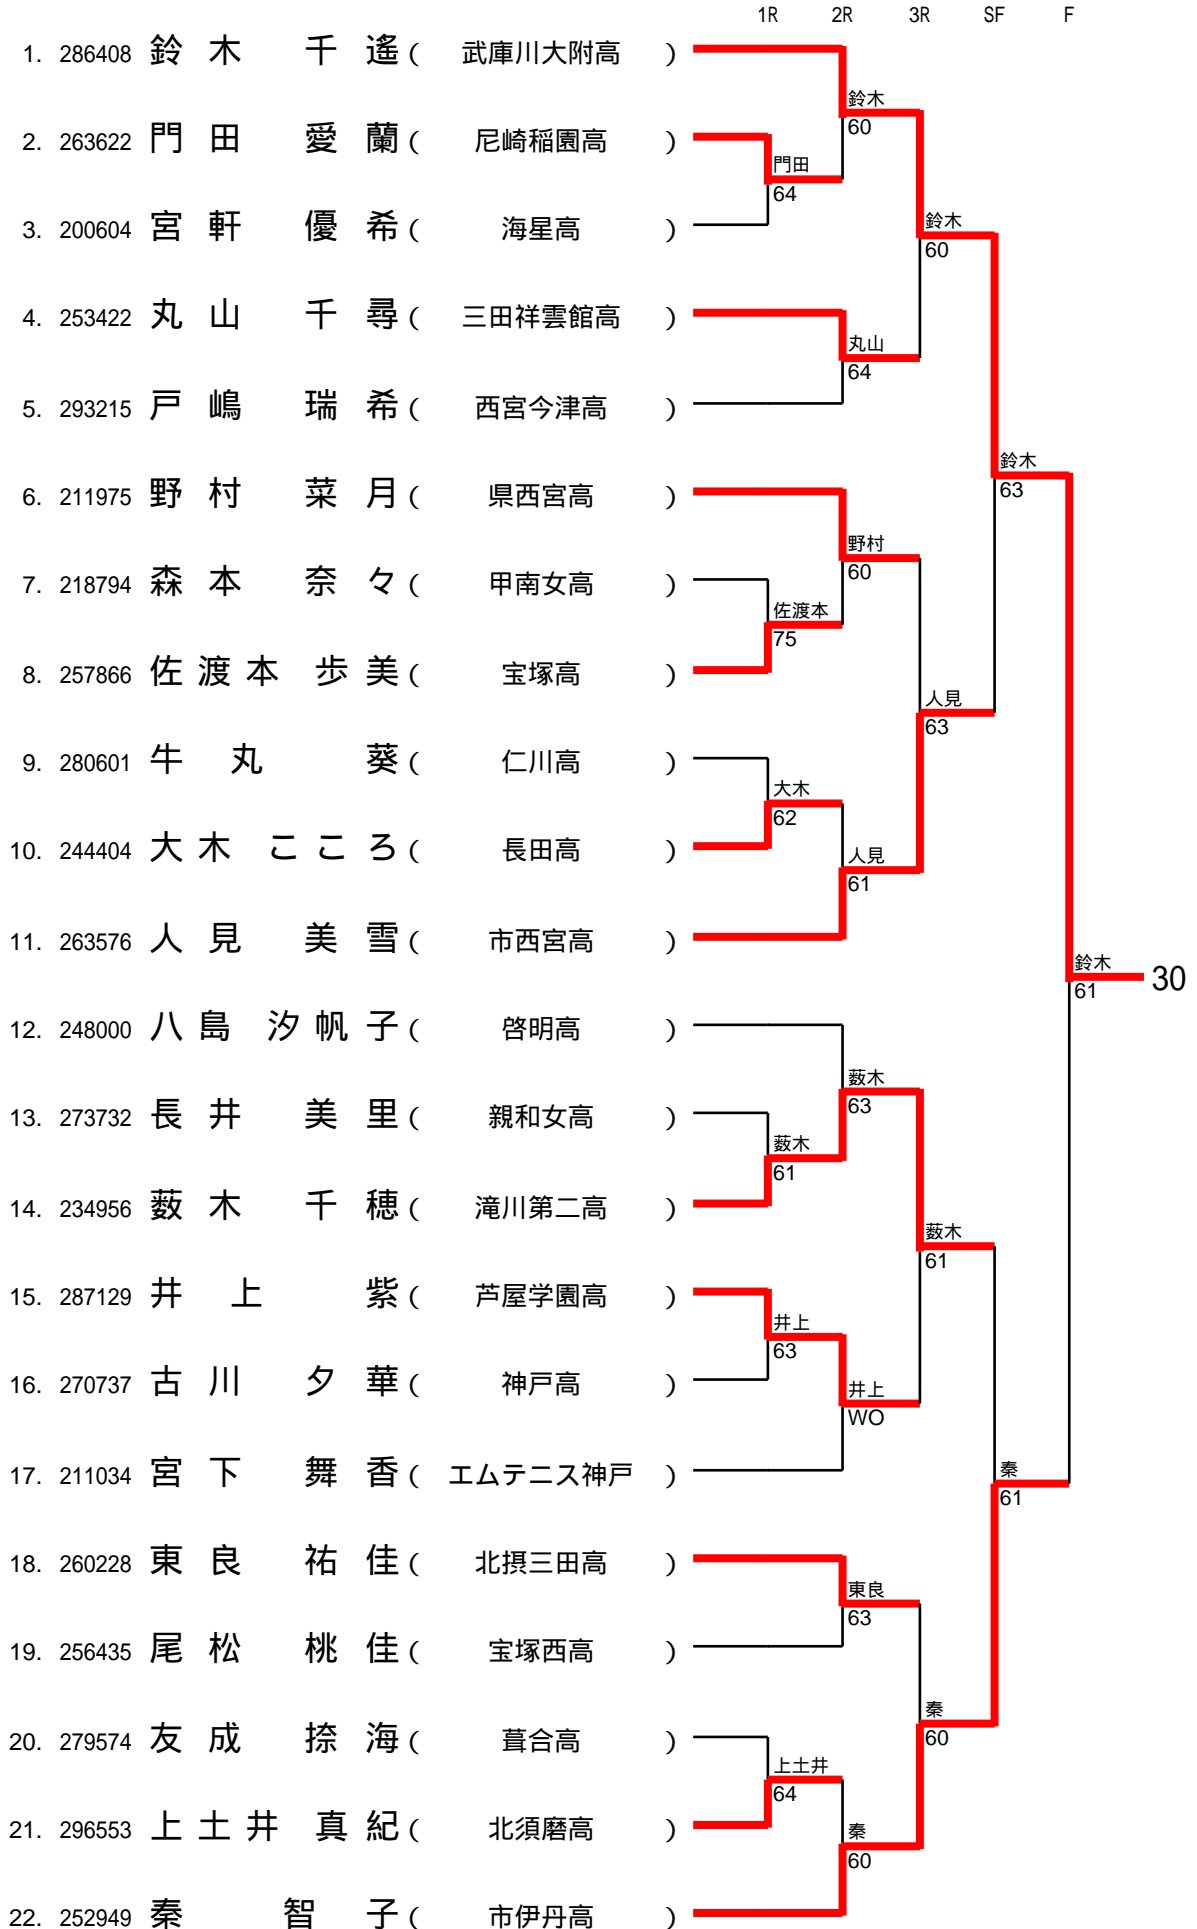 1R 2R 3R SF F
1. 286408 鈴木 千遙 ( 武庫川大附高 )
鈴木
60
2. 263622 門田 愛蘭 ( 尼崎稲園高 )
門田
64
3. 200604 宮軒 優希 ( 海星高 )
鈴木
60
4. 253422 丸山 千尋 ( 三田祥雲館高 )
丸山
64
5. 293215 戸嶋 瑞希 ( 西宮今津高 )
鈴木
63
6. 211975 野村 菜月 ( 県西宮高 )
野村
60
7. 218794 森本 奈々 ( 甲南女高 )
佐渡本
75
8. 257866 佐渡本 歩美 ( 宝塚高 )
人見
63
9. 280601 牛丸 葵 ( 仁川高 )
大木
62
10. 244404 大木 こころ ( 長田高 )
人見
61
11. 263576 人見 美雪 ( 市西宮高 )
鈴木
61
30
12. 248000 八島 汐帆子 ( 啓明高 )
薮木
63
13. 273732 長井 美里 ( 親和女高 )
薮木
61
14. 234956 薮木 千穂 ( 滝川第二高 )
薮木
61
15. 287129 井上 紫 ( 芦屋学園高 )
井上
63
16. 270737 古川 夕華 ( 神戸高 )
井上
WO
17. 211034 宮下 舞香 ( エムテニス神戸 )
秦
61
18. 260228 東良 祐佳 ( 北摂三田高 )
東良
63
19. 256435 尾松 桃佳 ( 宝塚西高 )
秦
60
20. 279574 友成 捺海 ( 葺合高 )
上土井
64
21. 296553 上土井 真紀 ( 北須磨高 )
秦
60
22. 252949 秦 智子 ( 市伊丹高 )